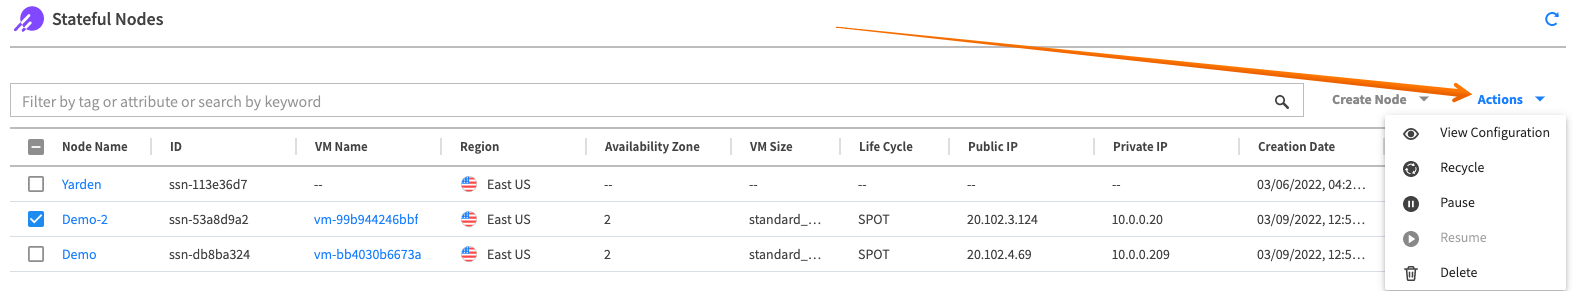 Stateful Nodes
Filter by tag or attribute or search by keyword
Create Node
Actions
Node Name ID VM Name Region Availability Zone VM Size Life Cycle Public IP Private IP Creation Date
Yarden ssn-113e36d7 -- East US -- -- -- -- -- 03/06/2022, 04:2...
Demo-2 ssn-53a8d9a2 vm-99b944246bbf East US 2 standard_... SPOT 20.102.3.124 10.0.0.20 03/09/2022, 12:5...
Demo ssn-db8ba324 vm-bb4030b6673a East US 2 standard_... SPOT 20.102.4.69 10.0.0.209 03/09/2022, 12:5...
View Configuration
Recycle
Pause
Resume
Delete